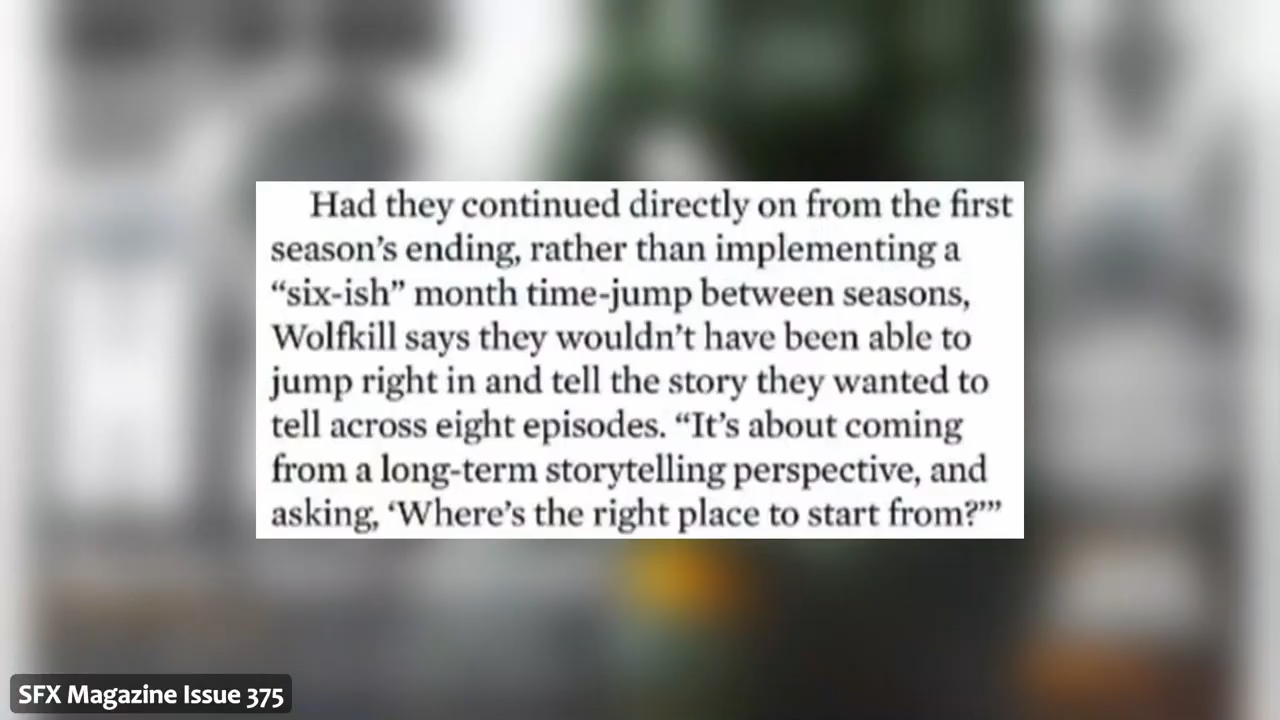 Had they continued directly on from the first
season’s ending, rather than implementing a
“six-ish” month time-jump between seasons,
Wolfkill says they wouldn’t have been able to
jump right in and tell the story they wanted to
tell across eight episodes. “It’s about coming
from a long-term storytelling perspective, and
asking, ‘Where’s the right place to start from?’”
SFX Magazine Issue 375